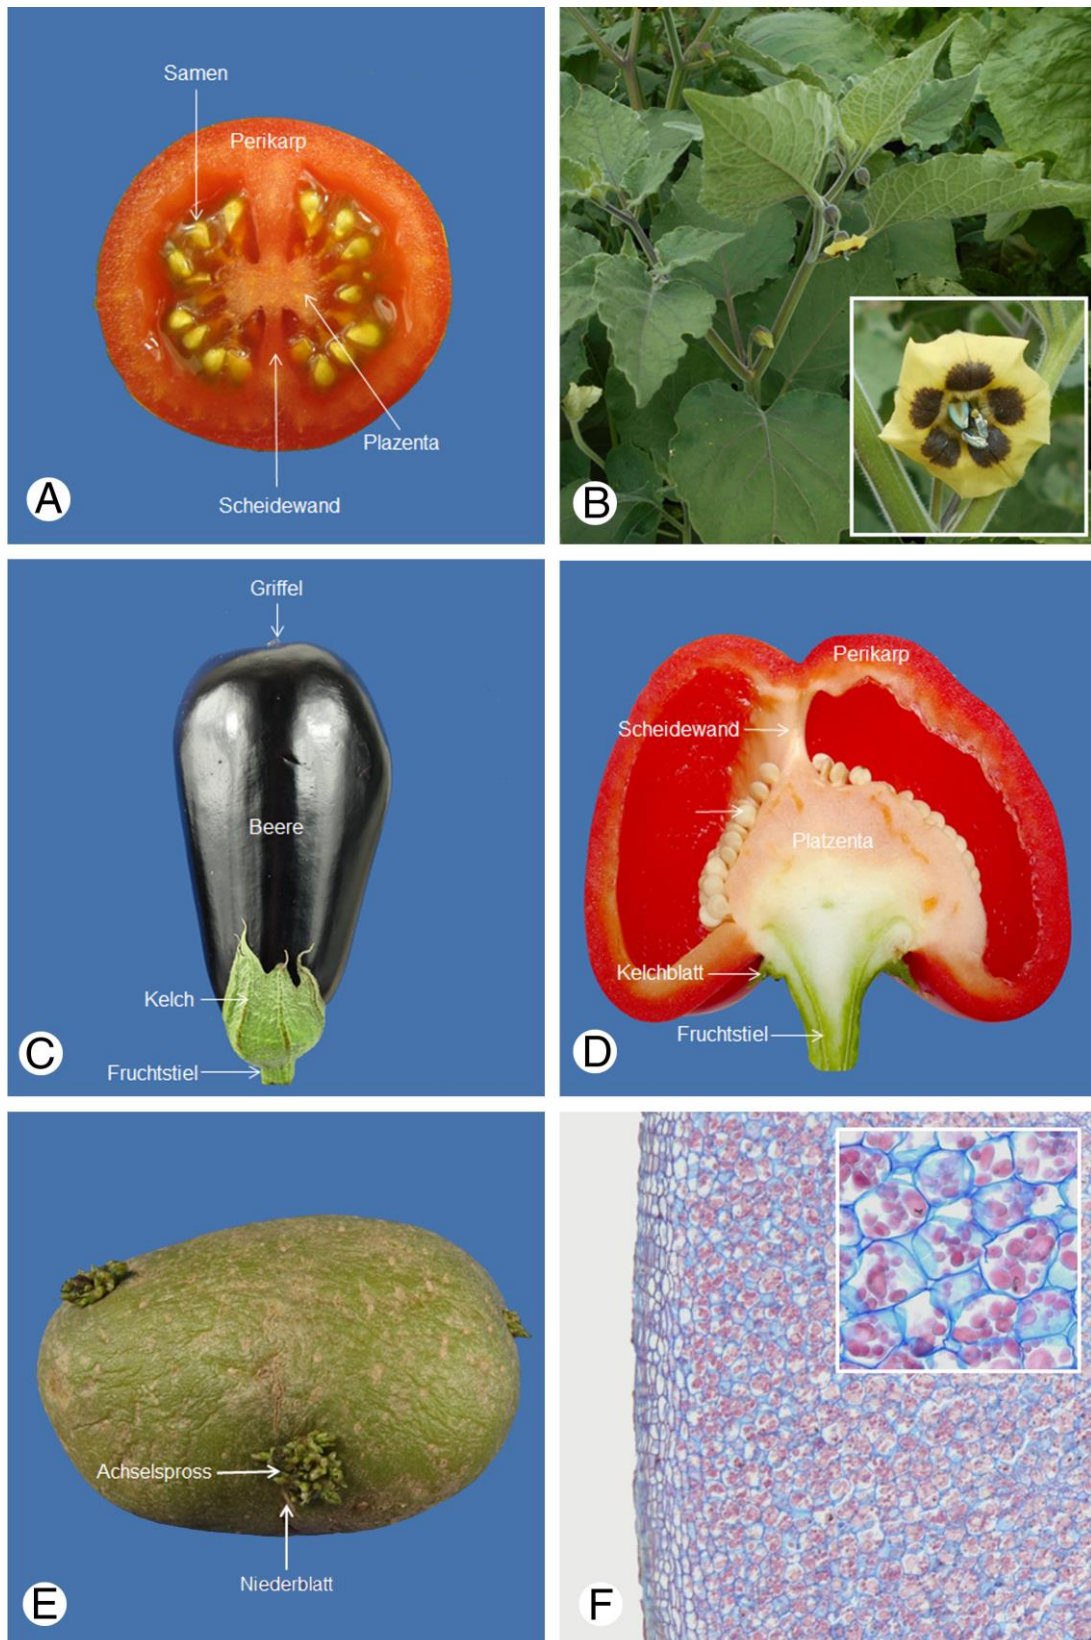 Samen
Perikarp
Plazenta
Scheidewand
A
B
Griffel
Beere
Kelch
Fruchtstiel
C
Perikarp
Scheidewand
Platzenta
Kelchblatt
Fruchtstiel
D
Achselspross
Niederblatt
E
F